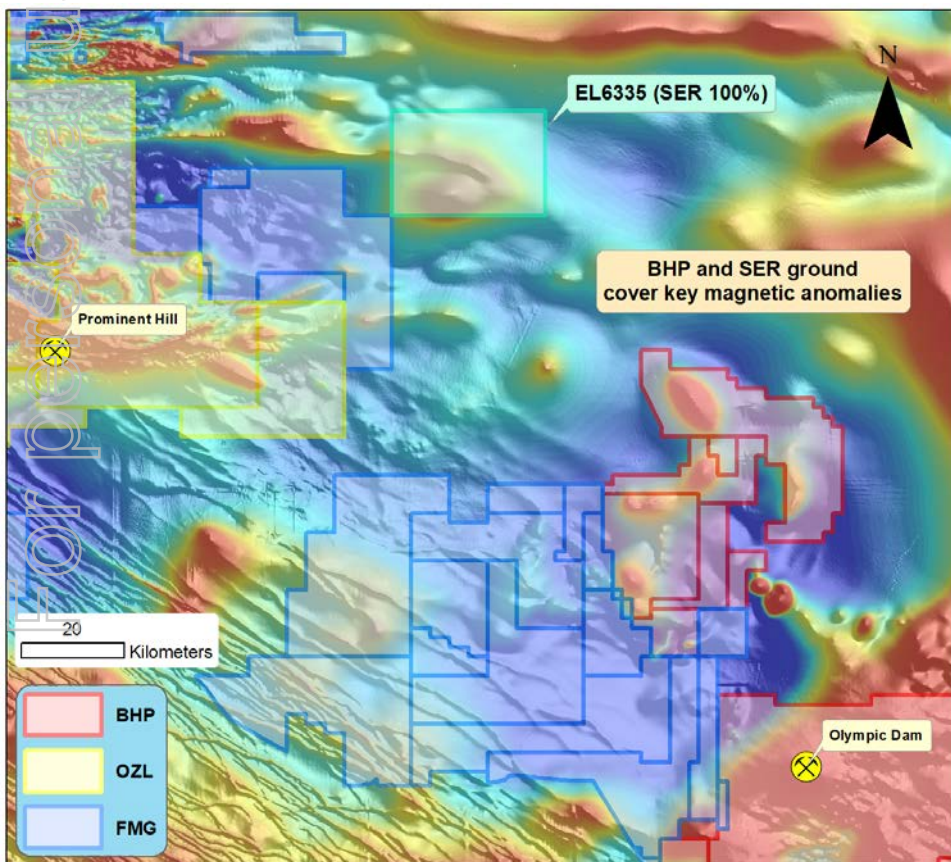 EL6335 (SER 100%)
N
BHP and SER ground
cover key magnetic anomalies
Prominent Hill
20
Kilometers
BHP
OZL
FMG
Olympic Dam